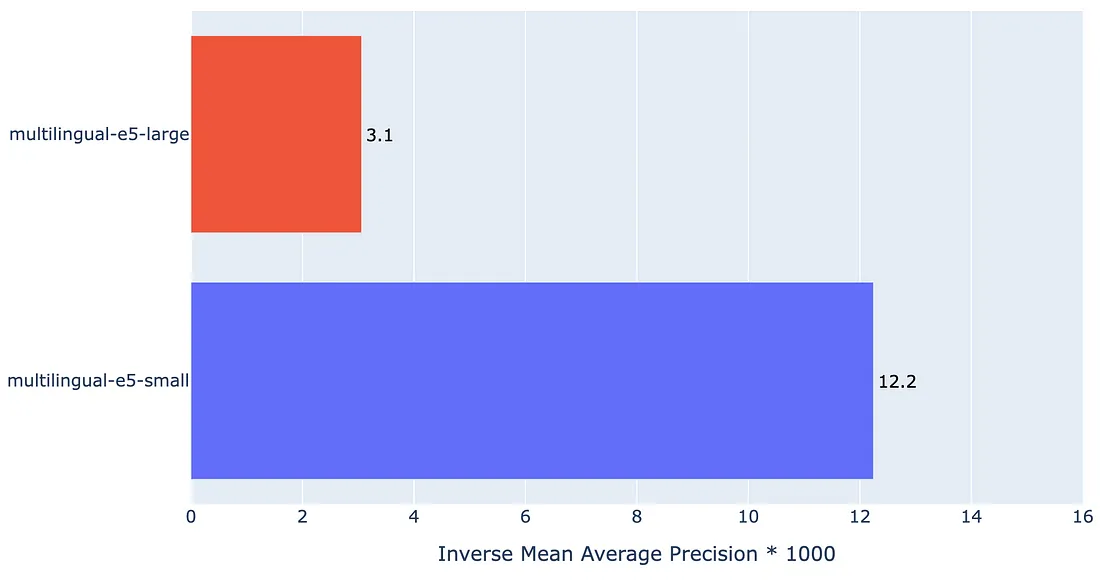 multilingual-e5-large
3.1
multilingual-e5-small
12.2
0 2 4 6 8 10 12 14 16
Inverse Mean Average Precision * 1000